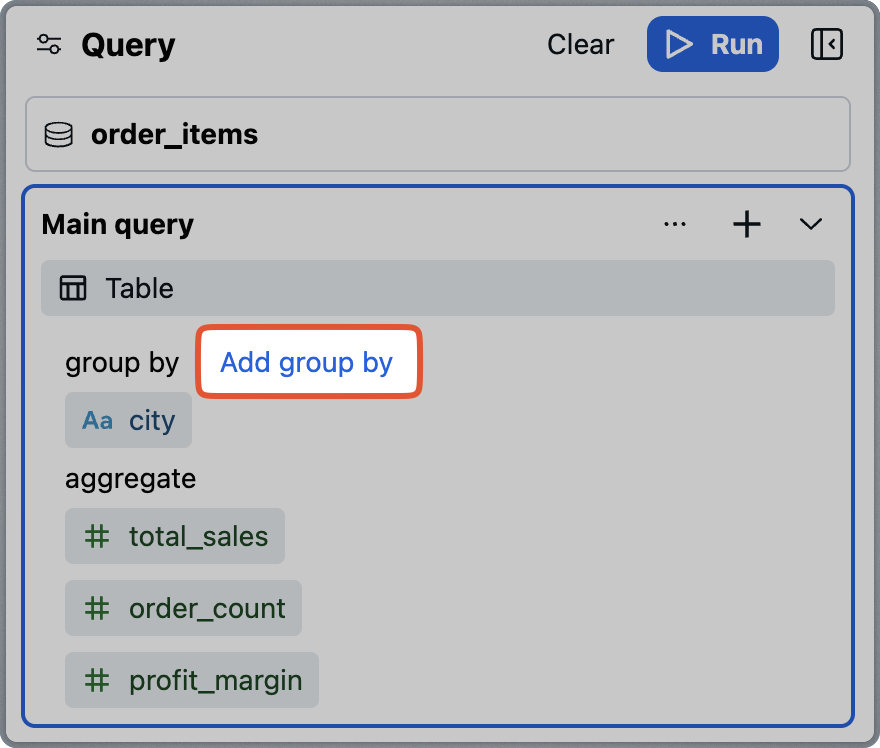 Query Clear Run
order_items
Main query
Table
group by Add group by
Aa city
aggregate
# total_sales
# order_count
# profit_margin